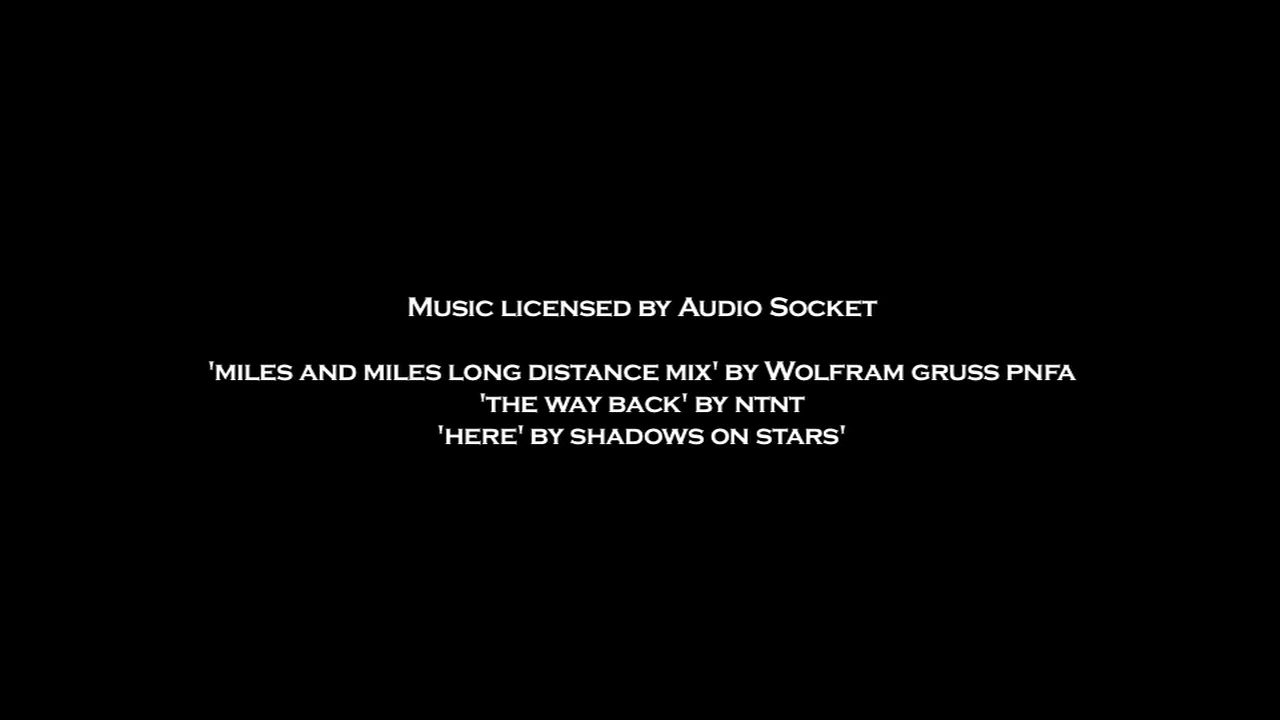 Music licensed by Audio Socket
'miles and miles long distance mix' by Wolfram gruss pnfa
'the way back' by ntnt
'here' by shadows on stars'